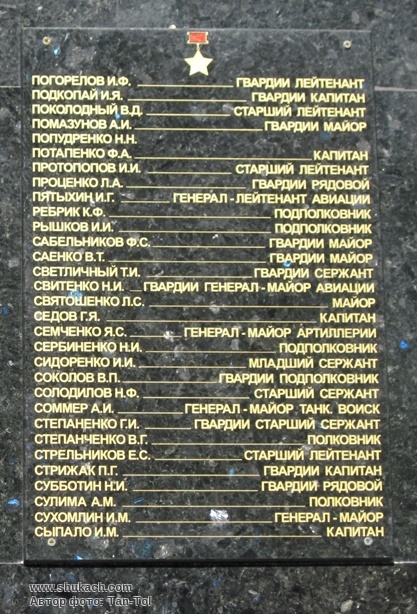 ПОГОРЕЛОВ И.Ф. ГВАРДИИ ЛЕЙТЕНАНТ
ПОДКОПАЙ И.Я. ГВАРДИИ КАПИТАН
ПОКОЛОДНЫЙ В.Д. СТАРШИЙ ЛЕЙТЕНАНТ
ПОМАЗУНОВ А.И. ГВАРДИИ МАЙОР
ПОПУДРЕНКО Н.Н.
ПОТАПЕНКО Ф.А. КАПИТАН
ПРОТОПОПОВ И.И. СТАРШИЙ ЛЕЙТЕНАНТ
ПРОЦЕНКО Л.А. ГВАРДИИ РЯДОВОЙ
ПЯТЫХИН И.Г. ГЕНЕРАЛ-ЛЕЙТЕНАНТ АВИАЦИИ
РЕБРИК К.Ф. ПОДПОЛКОВНИК
РЫШКОВ И.И. ПОДПОЛКОВНИК
САБЕЛЬНИКОВ Ф.С. ГВАРДИИ МАЙОР
САЕНКО В.Т. ГВАРДИИ МАЙОР
СВЕТЛИЧНЫЙ Т.И. ГВАРДИИ СЕРЖАНТ
СВИТЕНКО Н.И. ГВАРДИИ ГЕНЕРАЛ-МАЙОР АВИАЦИИ
СВЯТОШЕНКО Л.С. МАЙОР
СЕДОВ Г.Я. КАПИТАН
СЕМЧЕНКО Я.С. ГЕНЕРАЛ-МАЙОР АРТИЛЛЕРИИ
СЕРБИНЕНКО Н.И. ПОДПОЛКОВНИК
СИДОРЕНКО И.И. МЛАДШИЙ СЕРЖАНТ
СОКОЛОВ В.П. ГВАРДИИ ПОДПОЛКОВНИК
СОЛОДИЛОВ Н.Ф. СТАРШИЙ СЕРЖАНТ
СОММЕР А.И. ГЕНЕРАЛ-МАЙОР ТАНК. ВОИСК
СТЕПАНЕНКО Г.И. ГВАРДИИ СТАРШИЙ СЕРЖАНТ
СТЕПАНЧЕНКО В.Г. ПОЛКОВНИК
СТРЕЛЬНИКОВ Е.С. СТАРШИЙ ЛЕЙТЕНАНТ
СТРИЖАК П.Г. ГВАРДИИ КАПИТАН
СУББОТИН Н.И. ГВАРДИИ РЯДОВОЙ
СУЛИМА А.М. ПОЛКОВНИК
СУХОМЛИН И.М. ГЕНЕРАЛ-МАЙОР
СЫПАЛО И.М. КАПИТАН
www.shukach.com
Автор фото: Tan-Tol